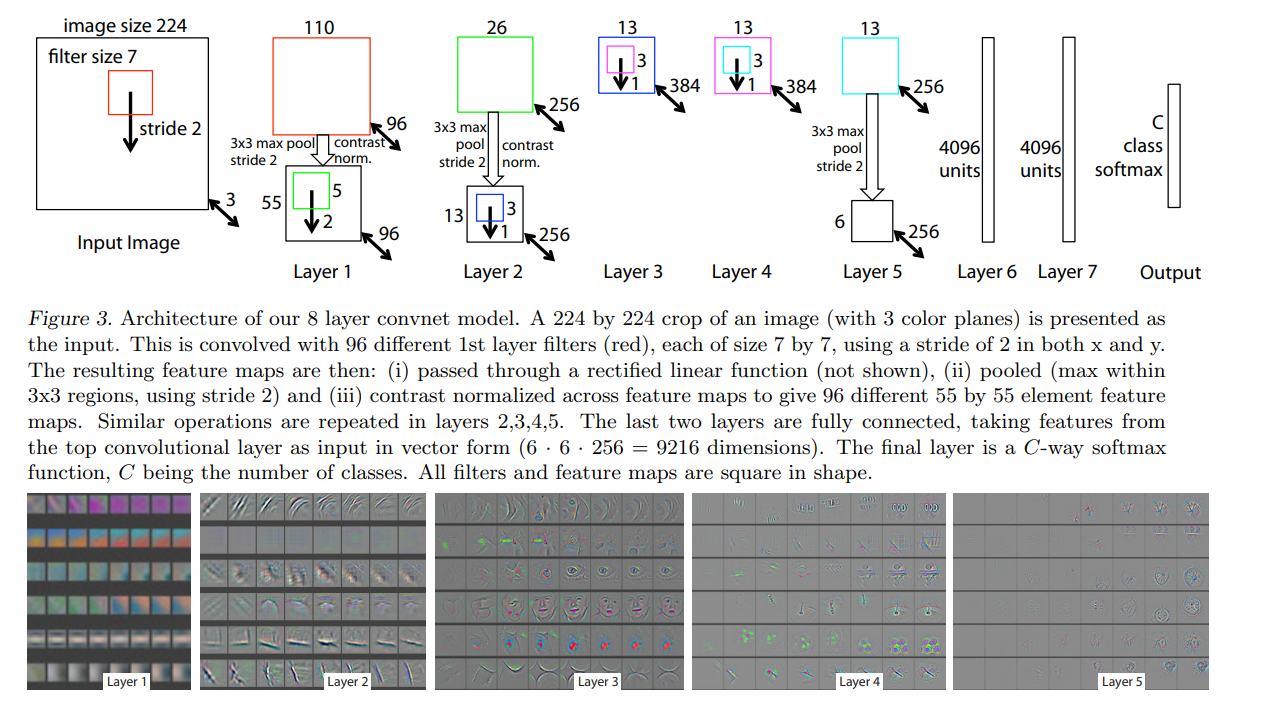 image size 224
110
26
13
13
13
filter size 7
stride 2
3
1
3
1
384
384
256
96
256
3x3 max pool
stride 2
contrast
norm.
3x3 max
pool
stride 2
contrast
norm.
3x3 max
pool
stride 2
4096
units
4096
units
C
class
softmax
3
55
5
2
96
13
3
1
256
6
256
Input Image
Layer 1
Layer 2
Layer 3
Layer 4
Layer 5
Layer 6
Layer 7
Output
Figure 3. Architecture of our 8 layer convnet model. A 224 by 224 crop of an image (with 3 color planes) is presented as
the input. This is convolved with 96 different 1st layer filters (red), each of size 7 by 7, using a stride of 2 in both x and y.
The resulting feature maps are then: (i) passed through a rectified linear function (not shown), (ii) pooled (max within
3x3 regions, using stride 2) and (iii) contrast normalized across feature maps to give 96 different 55 by 55 element feature
maps. Similar operations are repeated in layers 2,3,4,5. The last two layers are fully connected, taking features from
the top convolutional layer as input in vector form (6 · 6 · 256 = 9216 dimensions). The final layer is a C-way softmax
function, C being the number of classes. All filters and feature maps are square in shape.
Layer 1
Layer 2
Layer 3
Layer 4
Layer 5